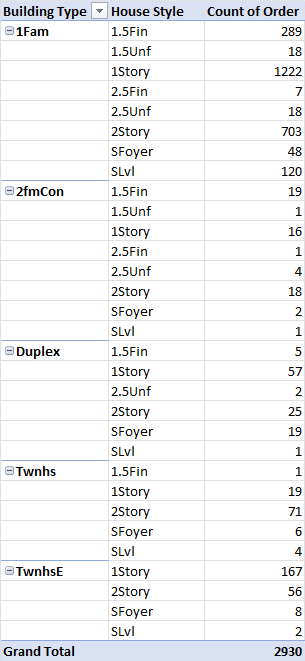 Building Type House Style Count of Order
1Fam 1.5Fin 289
1.5Unf 18
1Story 1222
2.5Fin 7
2.5Unf 18
2Story 703
SFoyer 48
SLvl 120
2fmCon 1.5Fin 19
1.5Unf 1
1Story 16
2.5Fin 1
2.5Unf 4
2Story 18
SFoyer 2
SLvl 1
Duplex 1.5Fin 5
1Story 57
2.5Unf 2
2Story 25
SFoyer 19
SLvl 1
Twnhs 1.5Fin 1
1Story 19
2Story 71
SFoyer 6
SLvl 4
TwnhsE 1Story 167
2Story 56
SFoyer 8
SLvl 2
Grand Total 2930